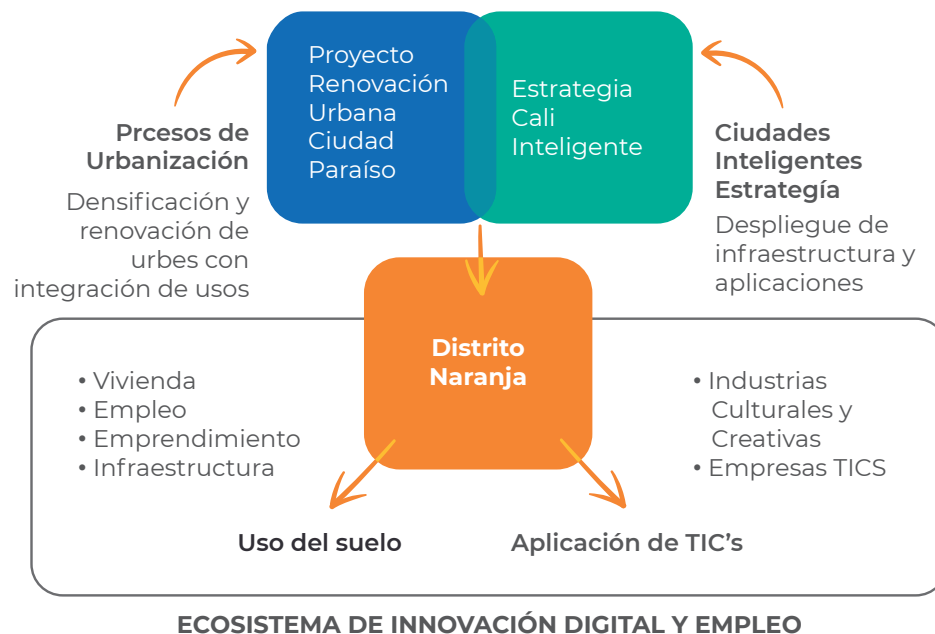 Proyecto
Renovación
Urbana
Ciudad
Paraíso
Estrategia
Cali
Inteligente
Prcesos de
Urbanización
Densificación y
renovación de
urbes con
integración de usos
Ciudades
Inteligentes
Estrategía
Despliegue de
infraestructura y
aplicaciones
Distrito
Naranja
• Vivienda
• Empleo
• Emprendimiento
• Infraestructura
• Industrias
Culturales y
Creativas
• Empresas TICS
Uso del suelo
Aplicación de TIC’s
ECOSISTEMA DE INNOVACIÓN DIGITAL Y EMPLEO